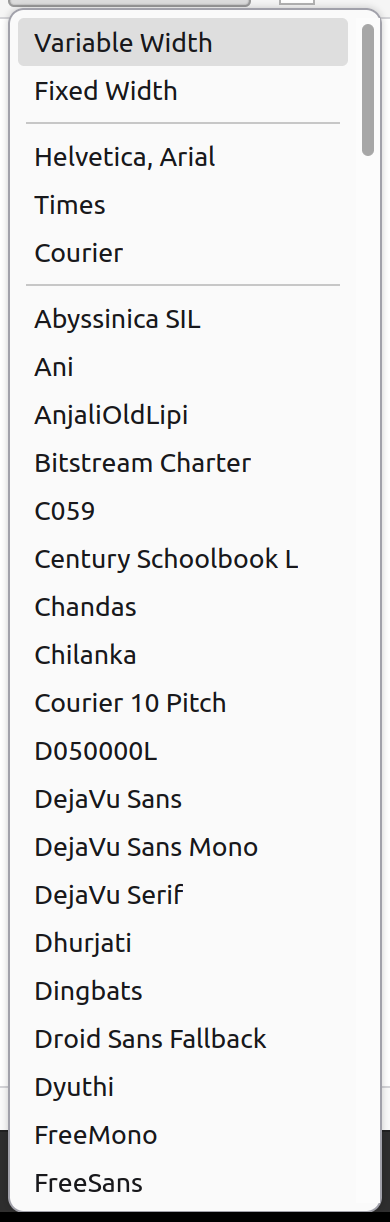 Variable Width
Fixed Width
Helvetica, Arial
Times
Courier
Abyssinica SIL
Ani
AnjaliOldLipi
Bitstream Charter
C059
Century Schoolbook L
Chandas
Chilanka
Courier 10 Pitch
D050000L
DejaVu Sans
DejaVu Sans Mono
DejaVu Serif
Dhurjati
Dingbats
Droid Sans Fallback
Dyuthi
FreeMono
FreeSans